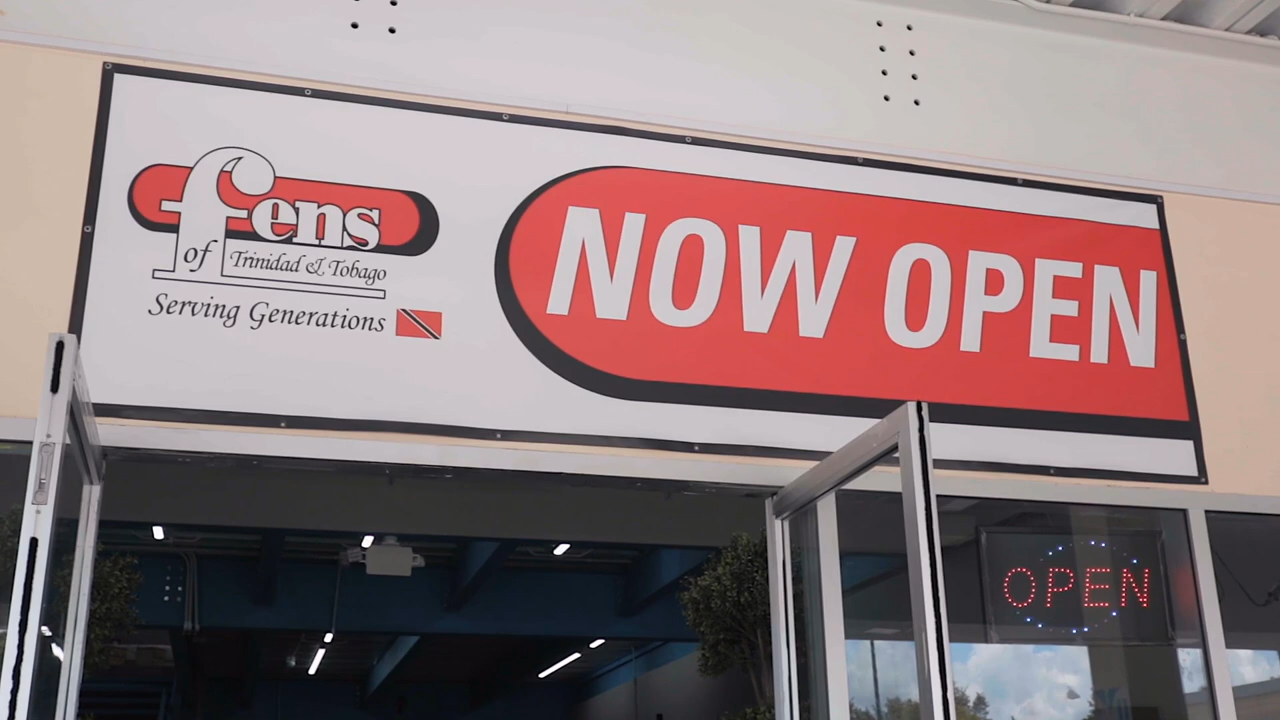 fens
of Trinidad & Tobago
Serving Generations
NOW OPEN
OPEN